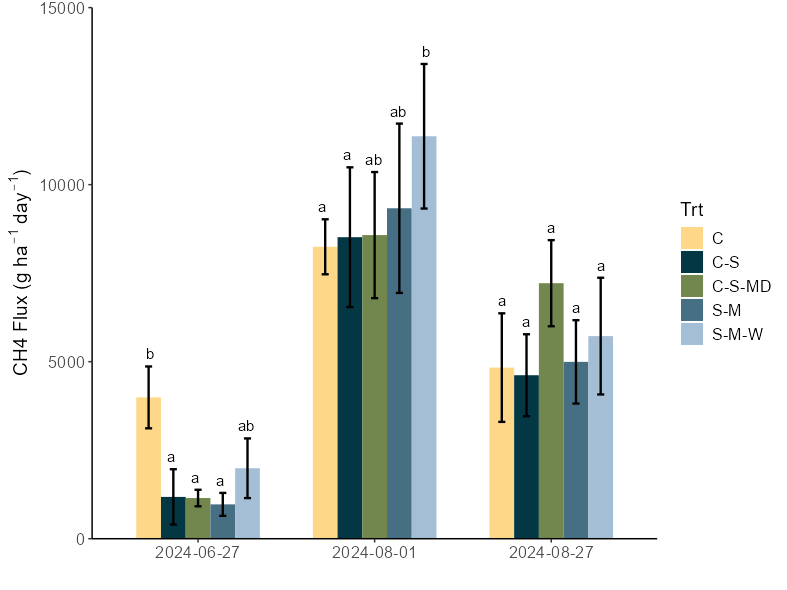 15000
10000
5000
0
CH4 Flux (g ha⁻¹ day⁻¹)
b
a
a
a
ab
a
a
ab
ab
b
a
a
a
a
a
2024-06-27
2024-08-01
2024-08-27
Trt
C
C-S
C-S-MD
S-M
S-M-W